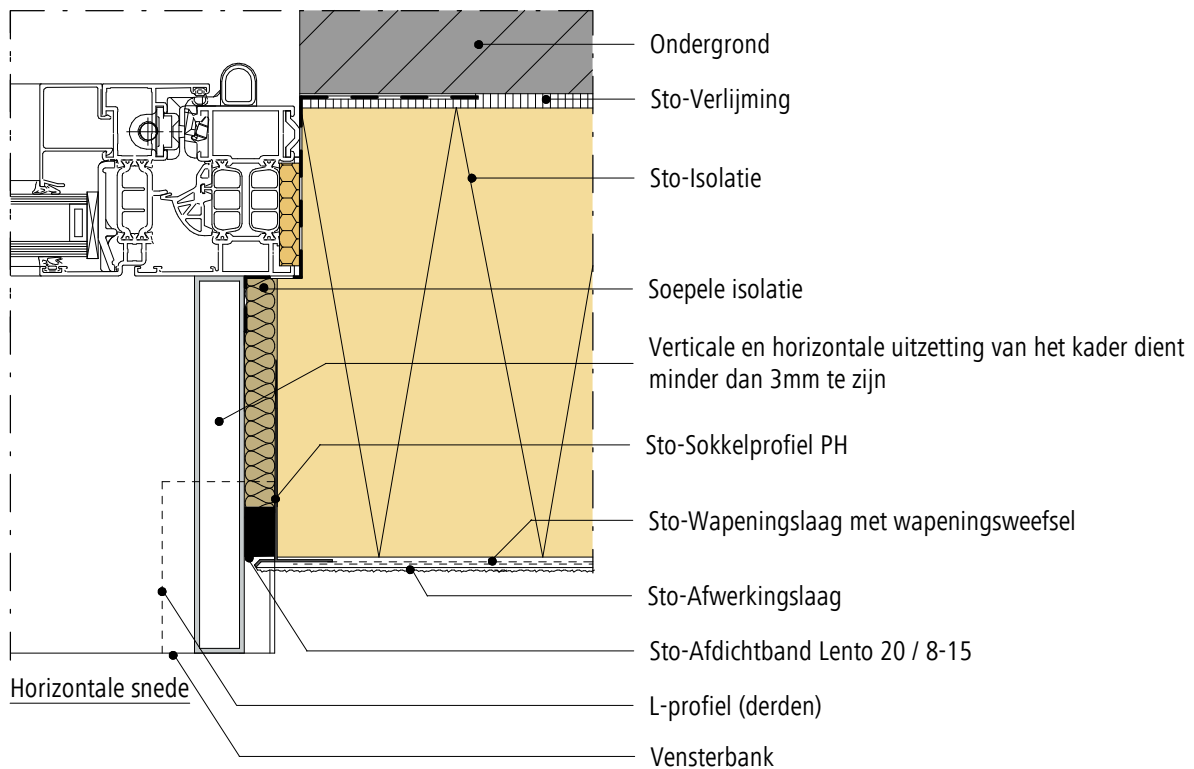 Ondergrond
Sto-Verlijming
Sto-Isolatie
Soepele isolatie
Verticale en horizontale uitzetting van het kader dient
minder dan 3mm te zijn
Sto-Sokkelprofiel PH
Sto-Wapeningslaag met wapeningsweefsel
Sto-Afwerkingslaag
Sto-Afdichtband Lento 20 / 8-15
Horizontale snede
L-profiel (derden)
Vensterbank